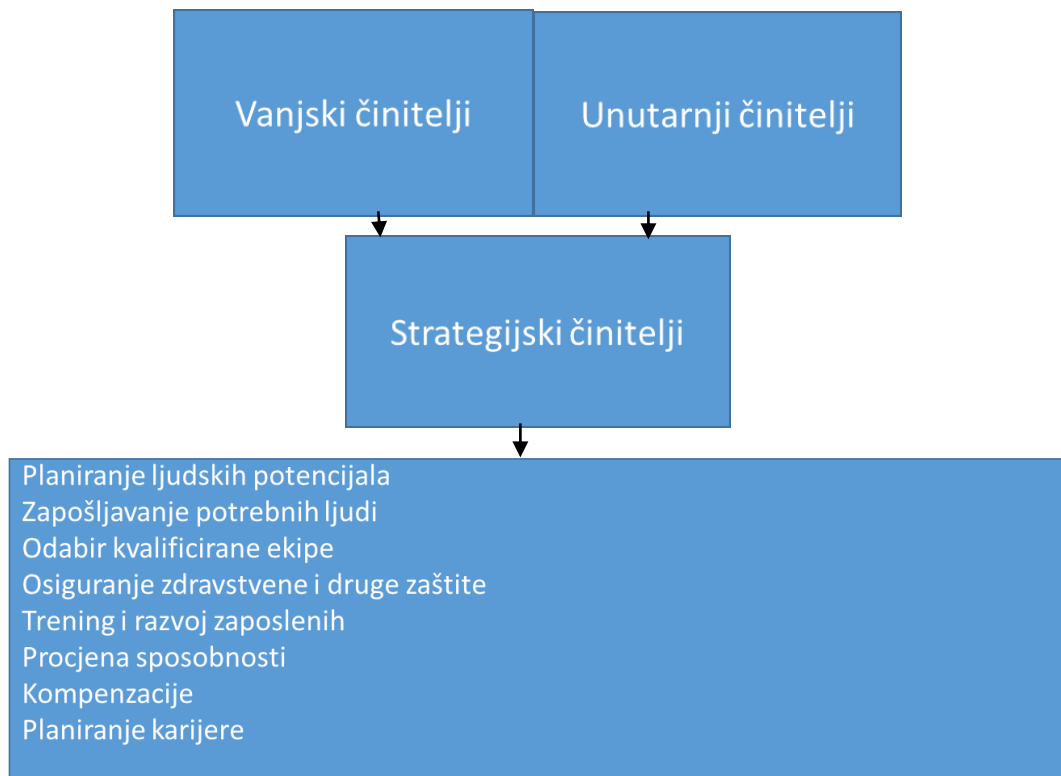 Vanjski činitelji
Unutarnji činitelji
Strategijski činitelji
Planiranje ljudskih potencijala
Zapošljavanje potrebnih ljudi
Odabir kvalificirane ekipe
Osiguranje zdravstvene i druge zaštite
Trening i razvoj zaposlenih
Procjena sposobnosti
Kompenzacije
Planiranje karijere